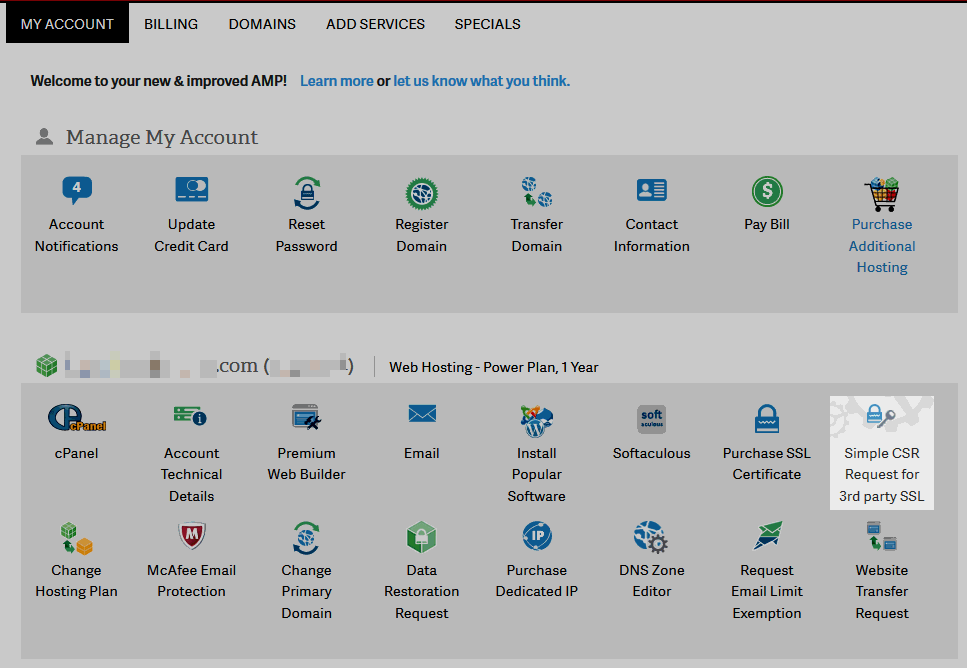 MY ACCOUNT BILLING DOMAINS ADD SERVICES SPECIALS
Welcome to your new & improved AMP! Learn more or let us know what you think.
Manage My Account
4
Account Notifications
Update Credit Card
Reset Password
Register Domain
Transfer Domain
Contact Information
$
Pay Bill
Purchase Additional Hosting
.com ( ) Web Hosting - Power Plan, 1 Year
cPanel
cPanel
i
Account Technical Details
Premium Web Builder
Email
W
Install Popular Software
soft
aculous
Softaculous
Purchase SSL Certificate
Simple CSR Request for 3rd party SSL
Change Hosting Plan
M
McAfee Email Protection
Change Primary Domain
Data Restoration Request
IP
Purchase Dedicated IP
DNS Zone Editor
Request Email Limit Exemption
Website Transfer Request